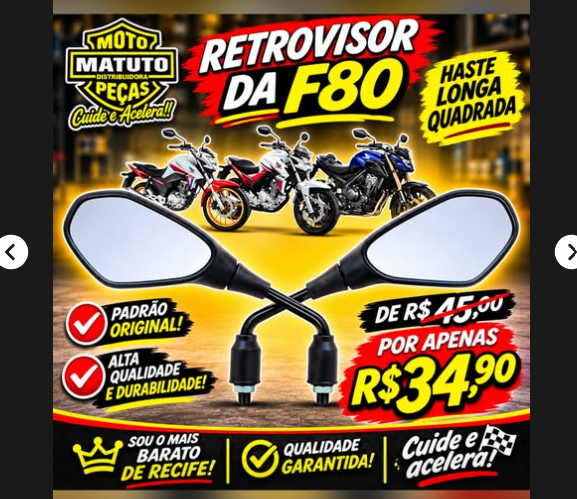 MOTO
MATUTO
DISTRIBUIDORA
PEÇAS
Cuide e Acelera!!
RETROVISOR
DA F80
HASTE
LONGA
QUADRADA
PADRÃO
ORIGINAL!
ALTA
QUALIDADE
E DURABILIDADE!
DE R$ 45,00
POR APENAS
R$34,90
SOU O MAIS
BARATO
DE RECIFE!
QUALIDADE
GARANTIDA!
Cuide e
acelera!